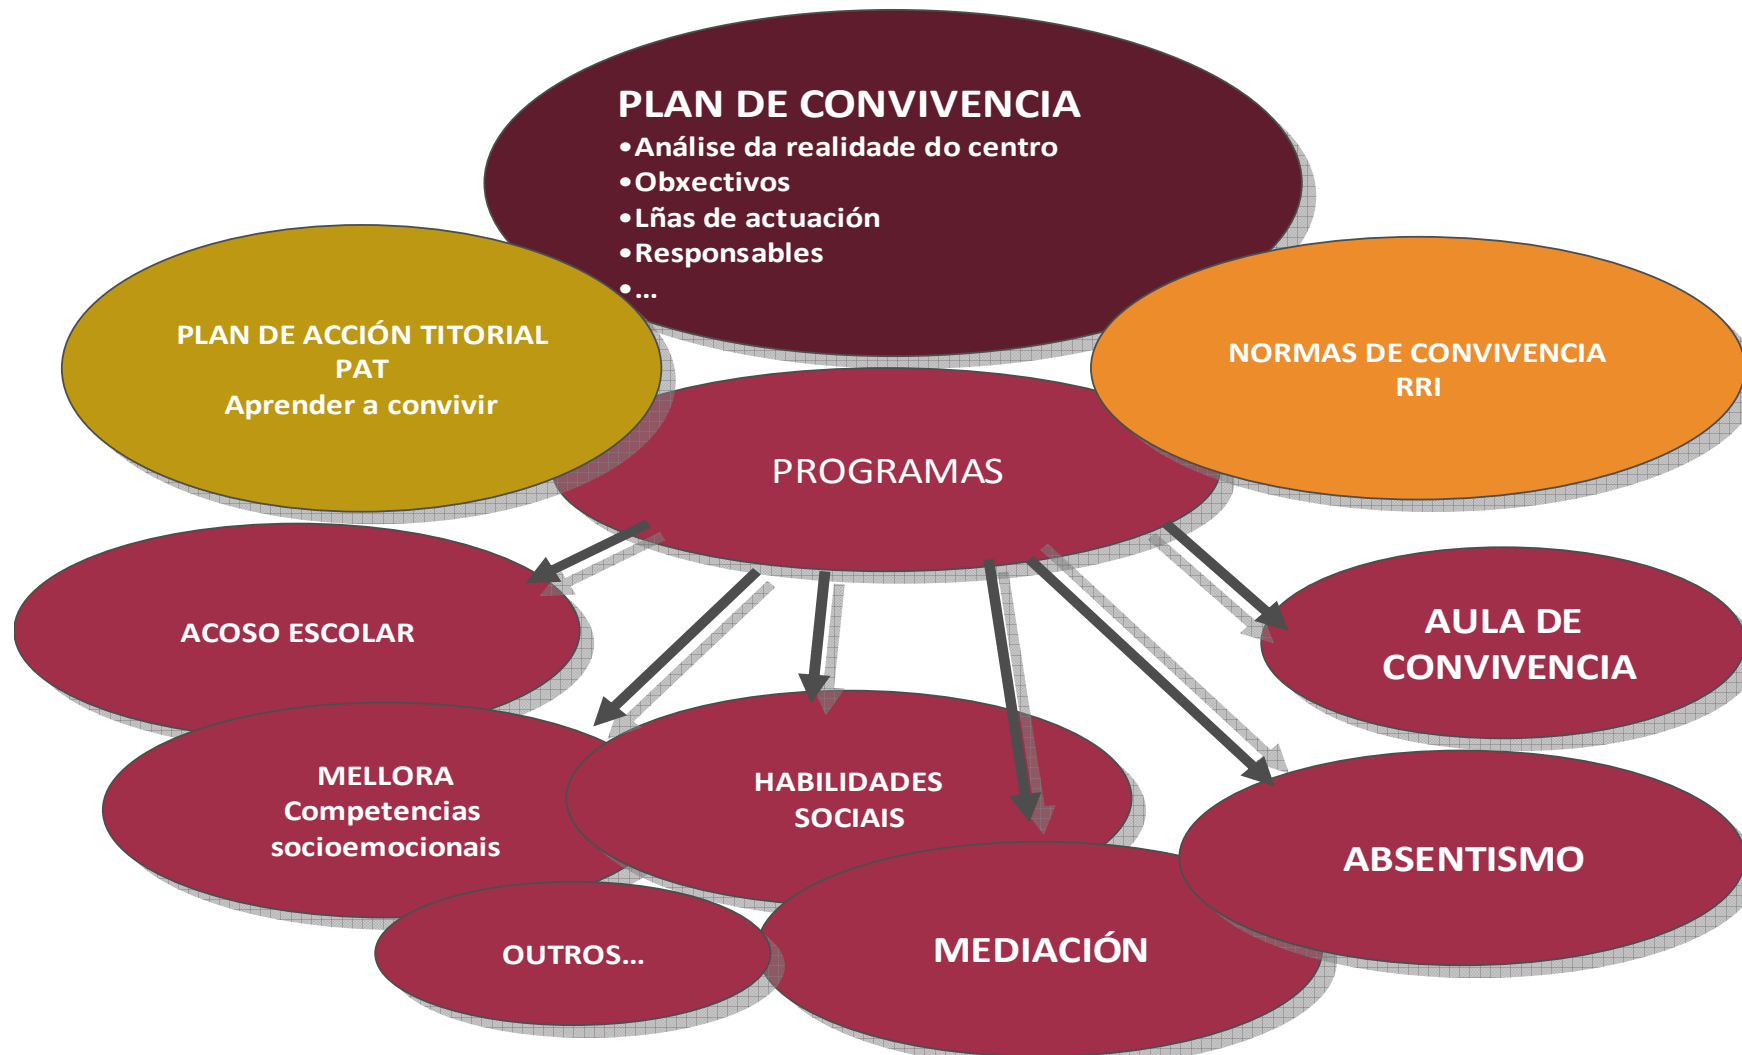 PLAN DE CONVIVENCIA
•Análise da realidade do centro
•Obxectivos
•Lñas de actuación
•Responsables
•...
PLAN DE ACCIÓN TITORIAL
PAT
Aprender a convivir
NORMAS DE CONVIVENCIA
RRI
PROGRAMAS
ACOSO ESCOLAR
AULA DE
CONVIVENCIA
MELLORA
Competencias
socioemocionais
HABILIDADES
SOCIAIS
ABSENTISMO
OUTROS...
MEDIACIÓN